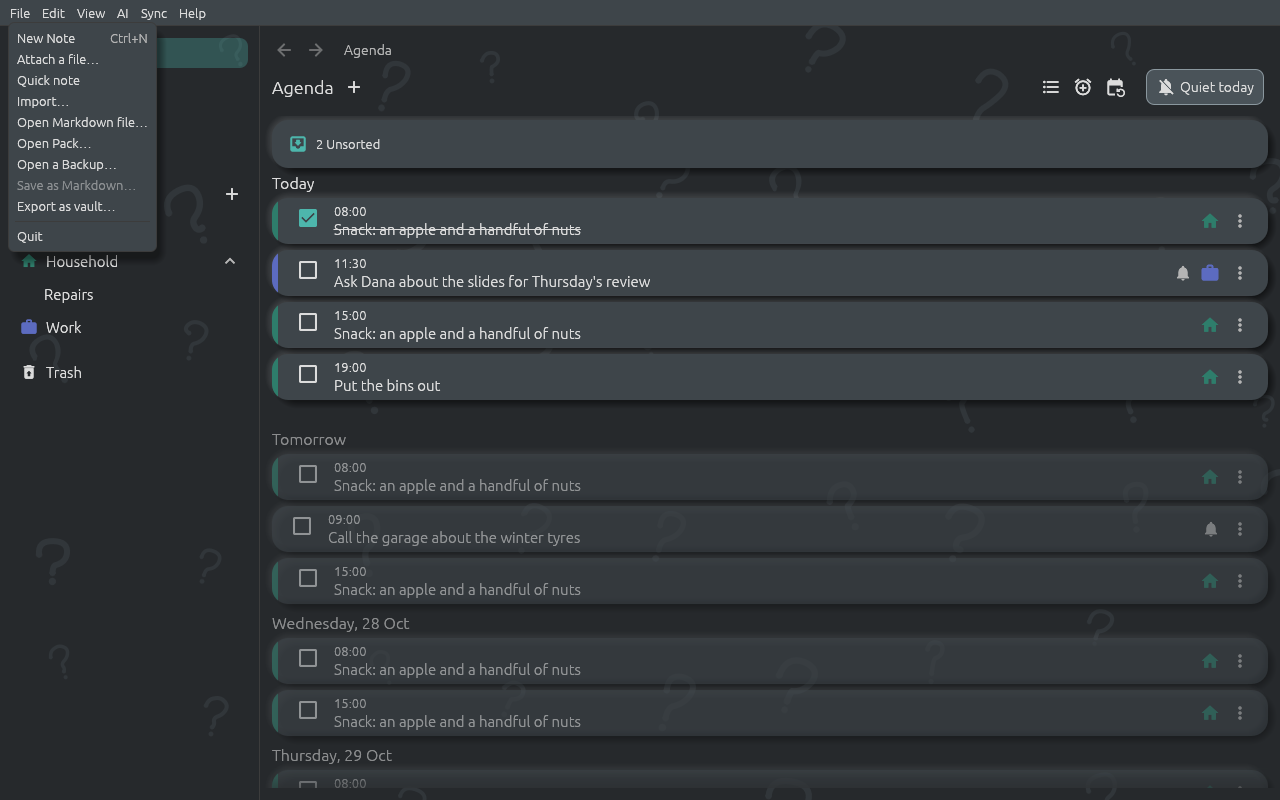 File Edit View AI Sync Help
New Note Ctrl+N
Attach a file…
Quick note
Import…
Open Markdown file…
Open Pack…
Open a Backup…
Save as Markdown…
Export as vault…
Quit
Household
Repairs
Work
Trash
Agenda
Agenda
Quiet today
2 Unsorted
Today
08:00
Snack: an apple and a handful of nuts
11:30
Ask Dana about the slides for Thursday's review
15:00
Snack: an apple and a handful of nuts
19:00
Put the bins out
Tomorrow
08:00
Snack: an apple and a handful of nuts
09:00
Call the garage about the winter tyres
15:00
Snack: an apple and a handful of nuts
Wednesday, 28 Oct
08:00
Snack: an apple and a handful of nuts
15:00
Snack: an apple and a handful of nuts
Thursday, 29 Oct
08:00